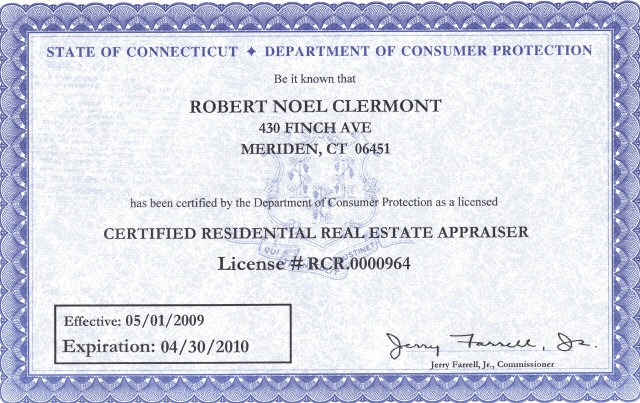 STATE OF CONNECTICUT ✦ DEPARTMENT OF CONSUMER PROTECTION
Be it known that
ROBERT NOEL CLERMONT
430 FINCH AVE
MERIDEN, CT 06451
has been certified by the Department of Consumer Protection as a licensed
CERTIFIED RESIDENTIAL REAL ESTATE APPRAISER
QUI SUSTINET
License # RCR.0000964
Effective: 05/01/2009
Expiration: 04/30/2010
Jerry Farrell, Jr.
Jerry Farrell, Jr., Commissioner